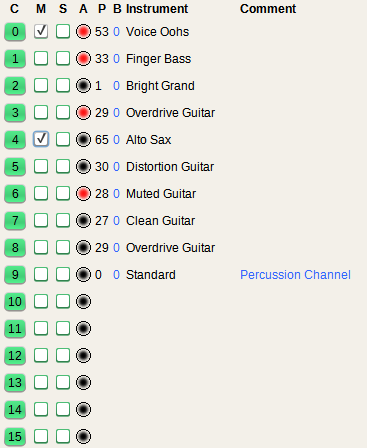 C M S A P B Instrument Comment
0 53 0 Voice Oohs
1 33 0 Finger Bass
2 1 0 Bright Grand
3 29 0 Overdrive Guitar
4 65 0 Alto Sax
5 30 0 Distortion Guitar
6 28 0 Muted Guitar
7 27 0 Clean Guitar
8 29 0 Overdrive Guitar
9 0 0 Standard Percussion Channel
10
11
12
13
14
15